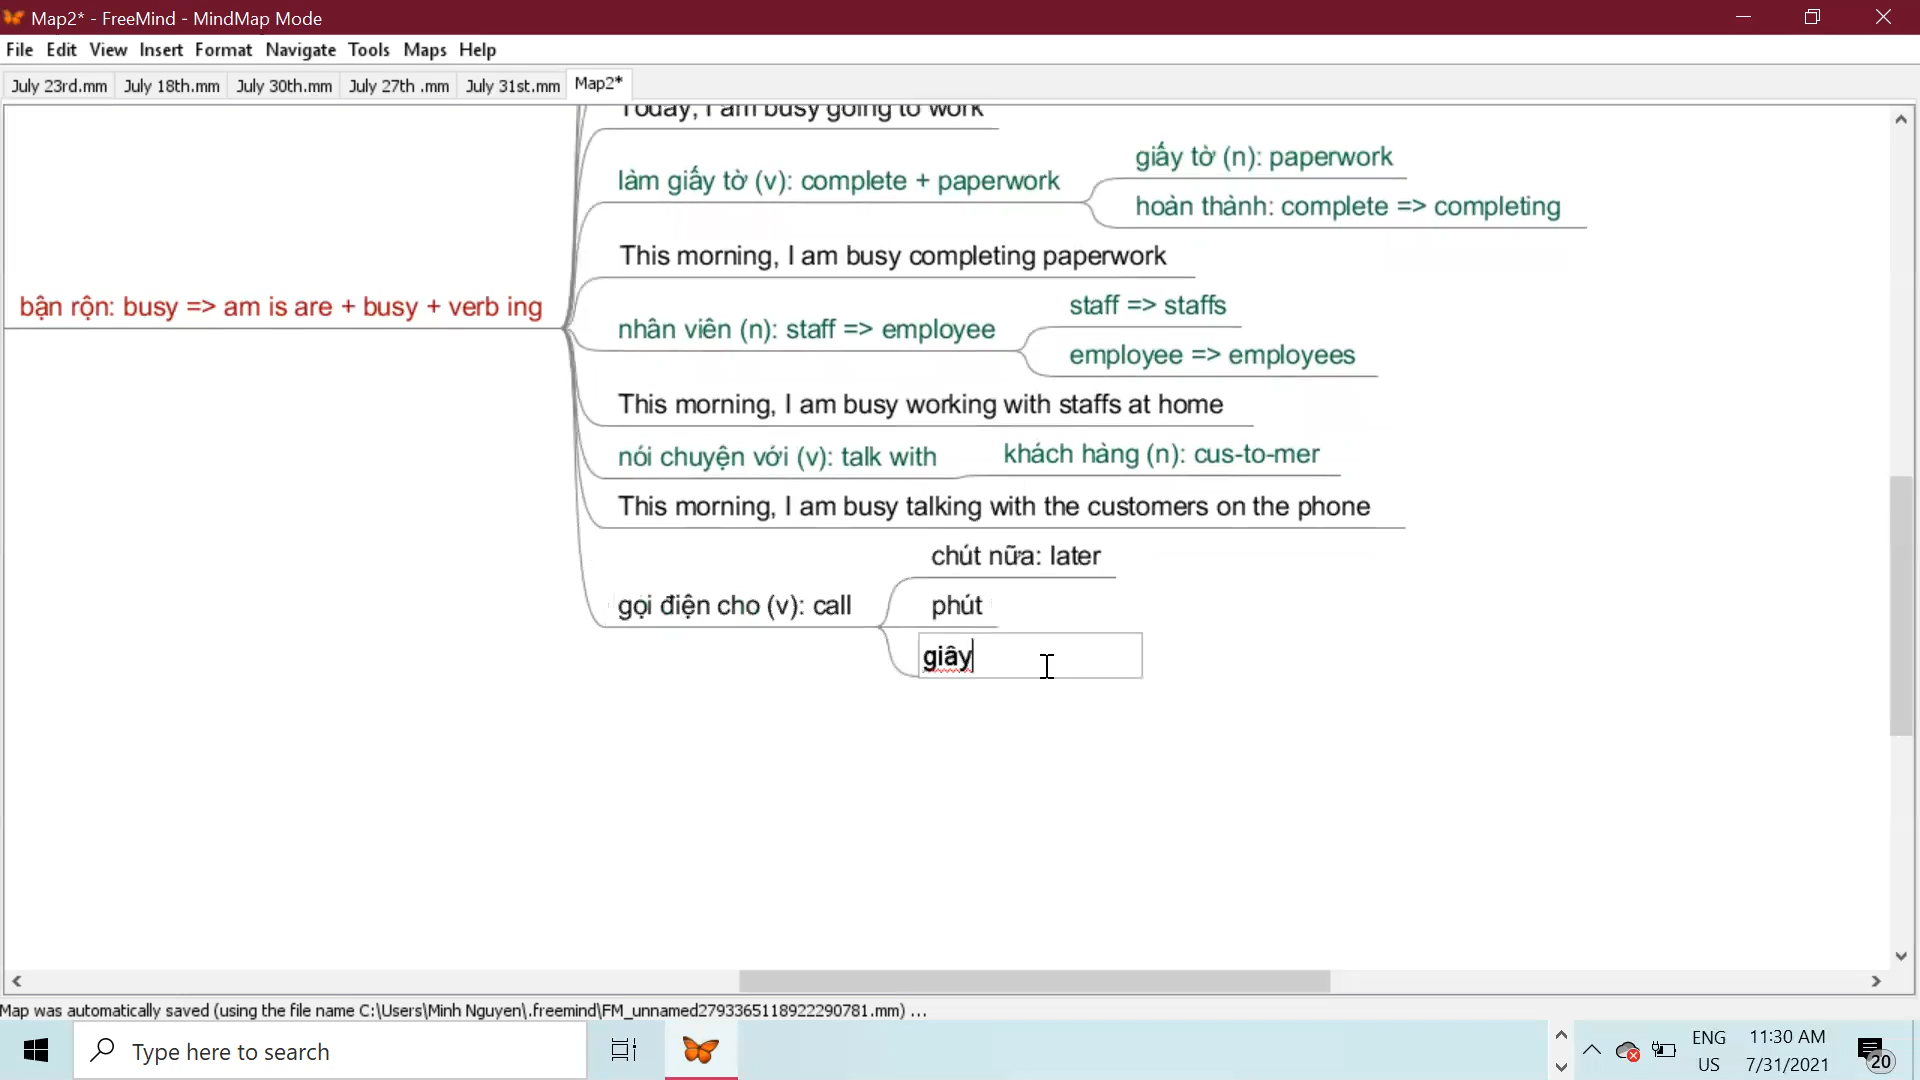 Map2* - FreeMind - MindMap Mode
File Edit View Insert Format Navigate Tools Maps Help
July 23rd.mm July 18th.mm July 30th.mm July 27th .mm July 31st.mm Map2*
Today, I am busy going to work
giấy tờ (n): paperwork
làm giấy tờ (v): complete + paperwork
hoàn thành: complete => completing
This morning, I am busy completing paperwork
bận rộn: busy => am is are + busy + verb ing
staff => staffs
nhân viên (n): staff => employee
employee => employees
This morning, I am busy working with staffs at home
nói chuyện với (v): talk with khách hàng (n): cus-to-mer
This morning, I am busy talking with the customers on the phone
chút nữa: later
gọi điện cho (v): call phút
giây
Map was automatically saved (using the file name C:\Users\Minh Nguyen\.freemind\FM_unnamed2793365118922290781.mm) ...
Type here to search
ENG
US
11:30 AM
7/31/2021
20